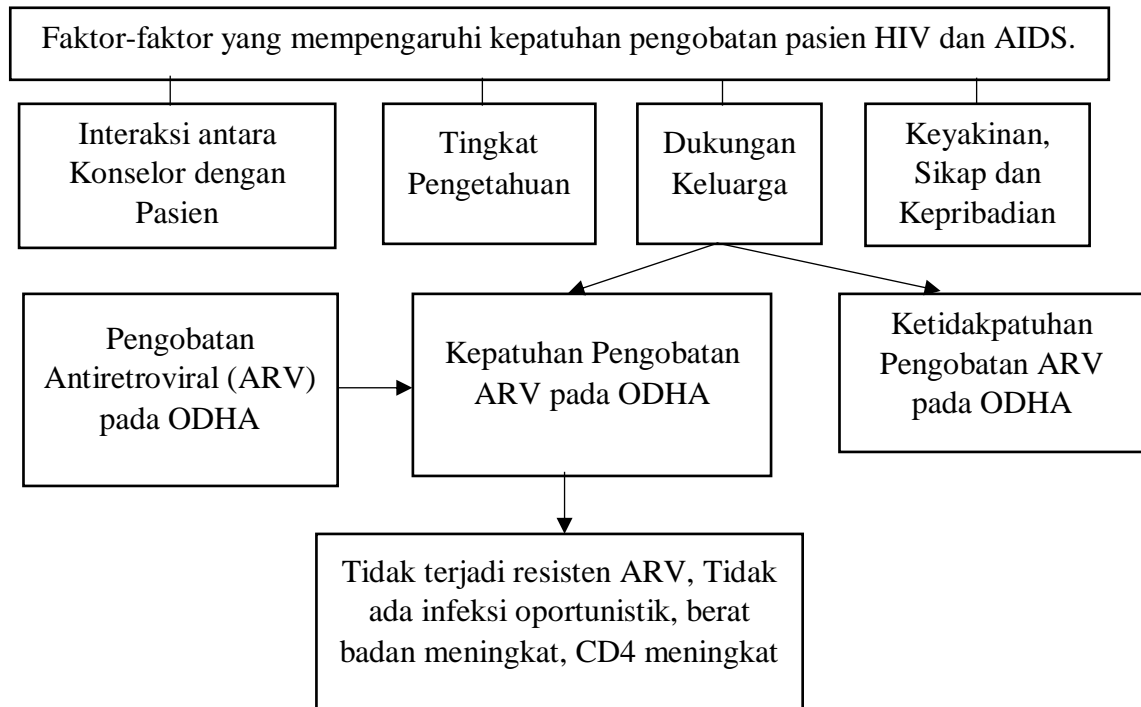 Faktor-faktor yang mempengaruhi kepatuhan pengobatan pasien HIV dan AIDS.
Interaksi antara
Konselor dengan
Pasien
Tingkat
Pengetahuan
Dukungan
Keluarga
Keyakinan,
Sikap dan
Kepribadian
Pengobatan
Antiretroviral (ARV)
pada ODHA
Kepatuhan Pengobatan
ARV pada ODHA
Ketidakpatuhan
Pengobatan ARV
pada ODHA
Tidak terjadi resisten ARV, Tidak
ada infeksi oportunistik, berat
badan meningkat, CD4 meningkat